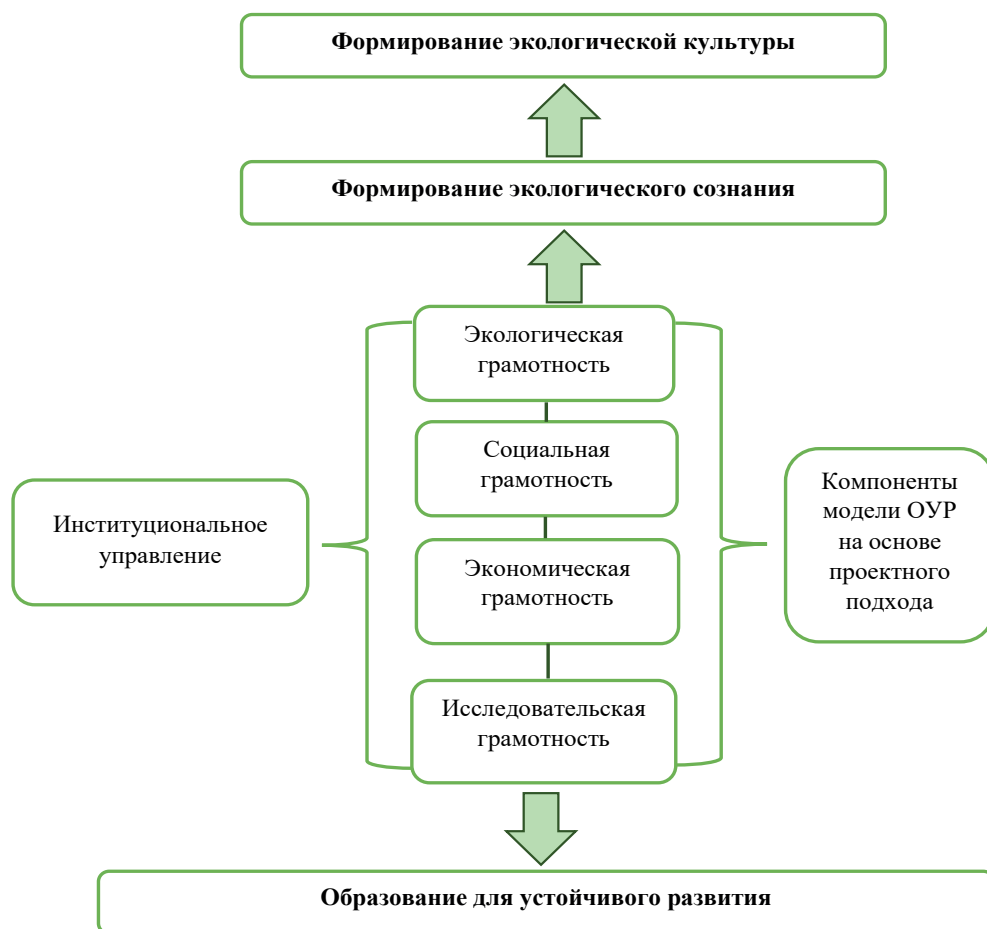 Формирование экологической культуры
Формирование экологического сознания
Экологическая
грамотность
Социальная
грамотность
Институциональное
управление
Экономическая
грамотность
Компоненты
модели ОУР
на основе
проектного
подхода
Исследовательская
грамотность
Образование для устойчивого развития